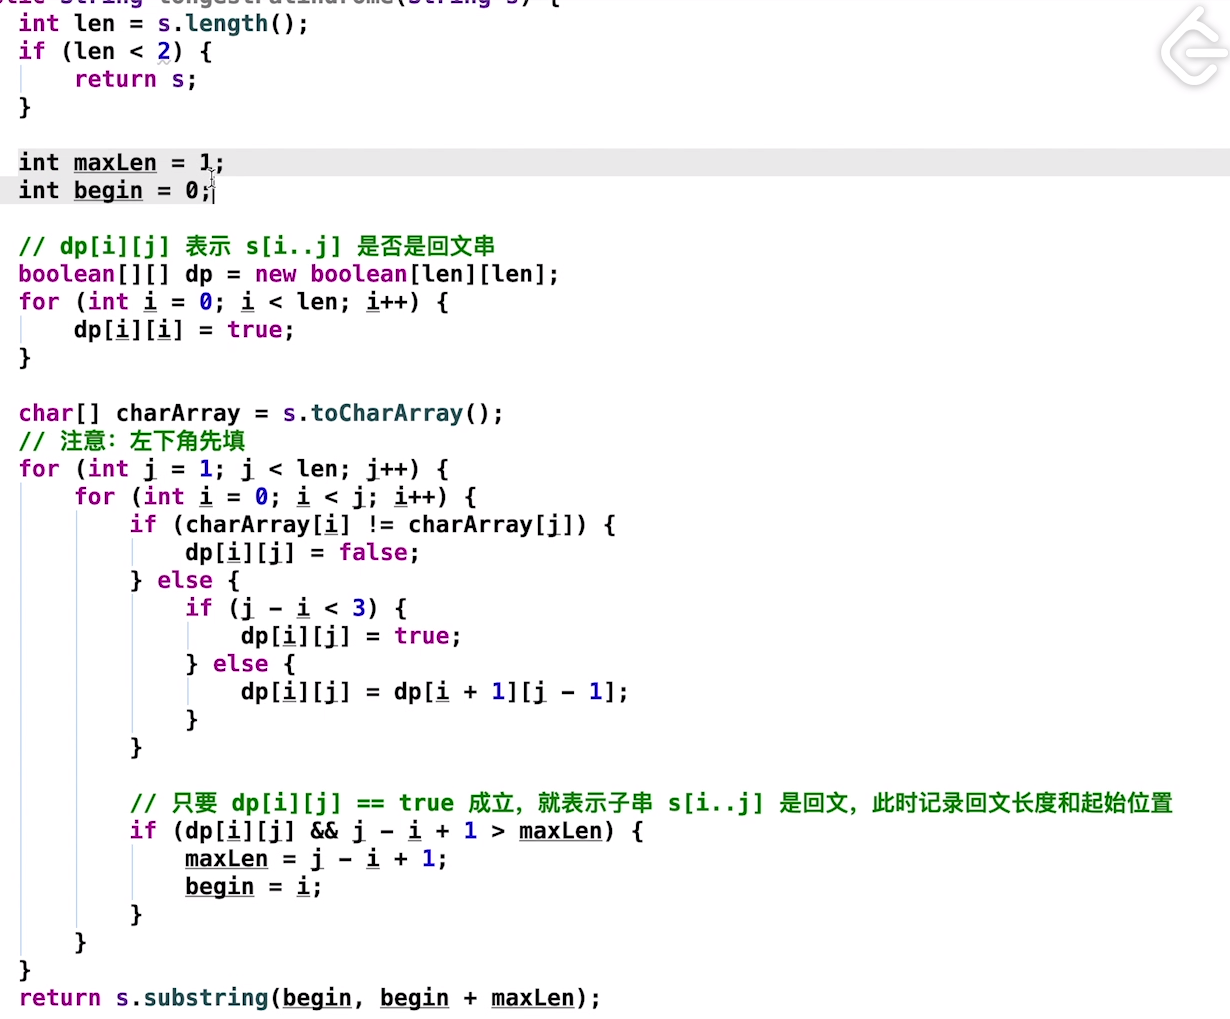 int len = s.length();
if (len < 2) {
return s;
}
int maxLen = 1;
int begin = 0;
// dp[i][j] 表示 s[i..j] 是否是回文串
boolean[][] dp = new boolean[len][len];
for (int i = 0; i < len; i++) {
dp[i][i] = true;
}
char[] charArray = s.toCharArray();
// 注意：左下角先填
for (int j = 1; j < len; j++) {
for (int i = 0; i < j; i++) {
if (charArray[i] != charArray[j]) {
dp[i][j] = false;
} else {
if (j - i < 3) {
dp[i][j] = true;
} else {
dp[i][j] = dp[i + 1][j - 1];
}
}
// 只要 dp[i][j] == true 成立，就表示子串 s[i..j] 是回文，此时记录回文长度和起始位置
if (dp[i][j] && j - i + 1 > maxLen) {
maxLen = j - i + 1;
begin = i;
}
}
}
return s.substring(begin, begin + maxLen);